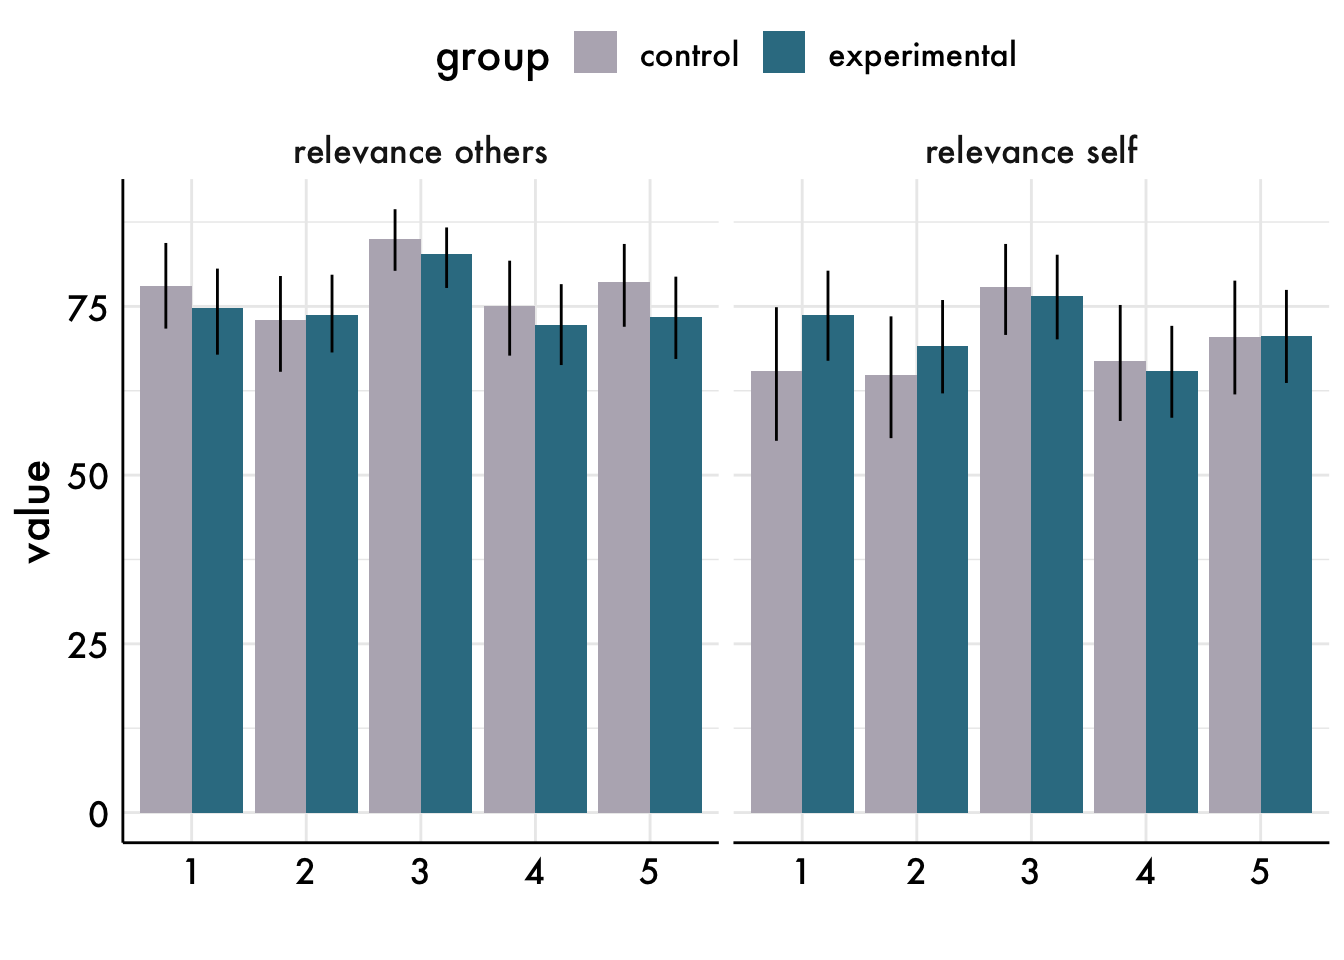 group control experimental
relevance others relevance self
value
75
50
25
0
1 2 3 4 5 1 2 3 4 5